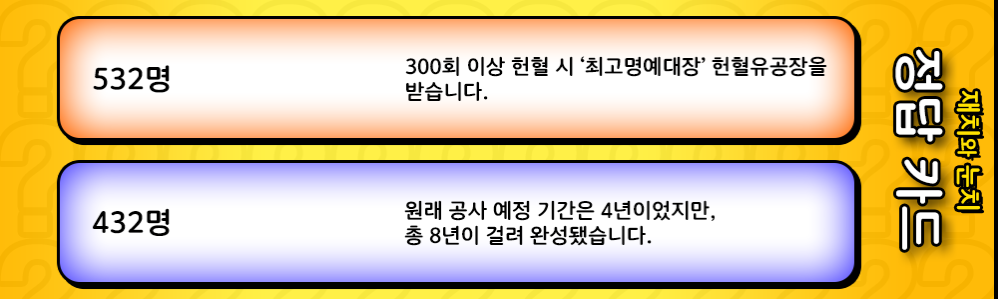 532명
300회 이상 헌혈 시 ‘최고명예대장’ 헌혈유공장을
받습니다.
432명
원래 공사 예정 기간은 4년이었지만,
총 8년이 걸려 완성됐습니다.
재치와 눈치
정답 카드